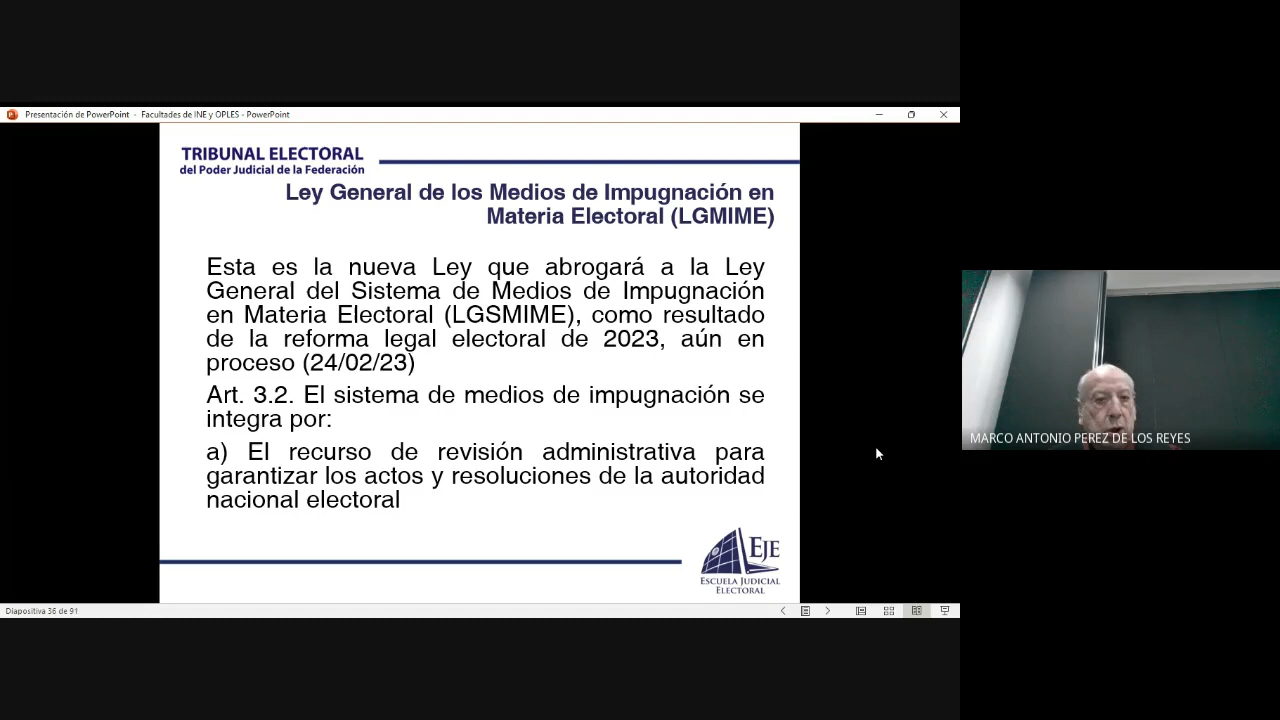 Presentación de PowerPoint - Facultades de INE y OPLES - PowerPoint
TRIBUNAL ELECTORAL
del Poder Judicial de la Federación
Ley General de los Medios de Impugnación en
Materia Electoral (LGMIME)
Esta es la nueva Ley que abrogará a la Ley
General del Sistema de Medios de Impugnación
en Materia Electoral (LGSMIME), como resultado
de la reforma legal electoral de 2023, aún en
proceso (24/02/23)
Art. 3.2. El sistema de medios de impugnación se
integra por:
a) El recurso de revisión administrativa para
garantizar los actos y resoluciones de la autoridad
nacional electoral
EJE
ESCUELA JUDICIAL
ELECTORAL
Diapositiva 36 de 91
MARCO ANTONIO PEREZ DE LOS REYES